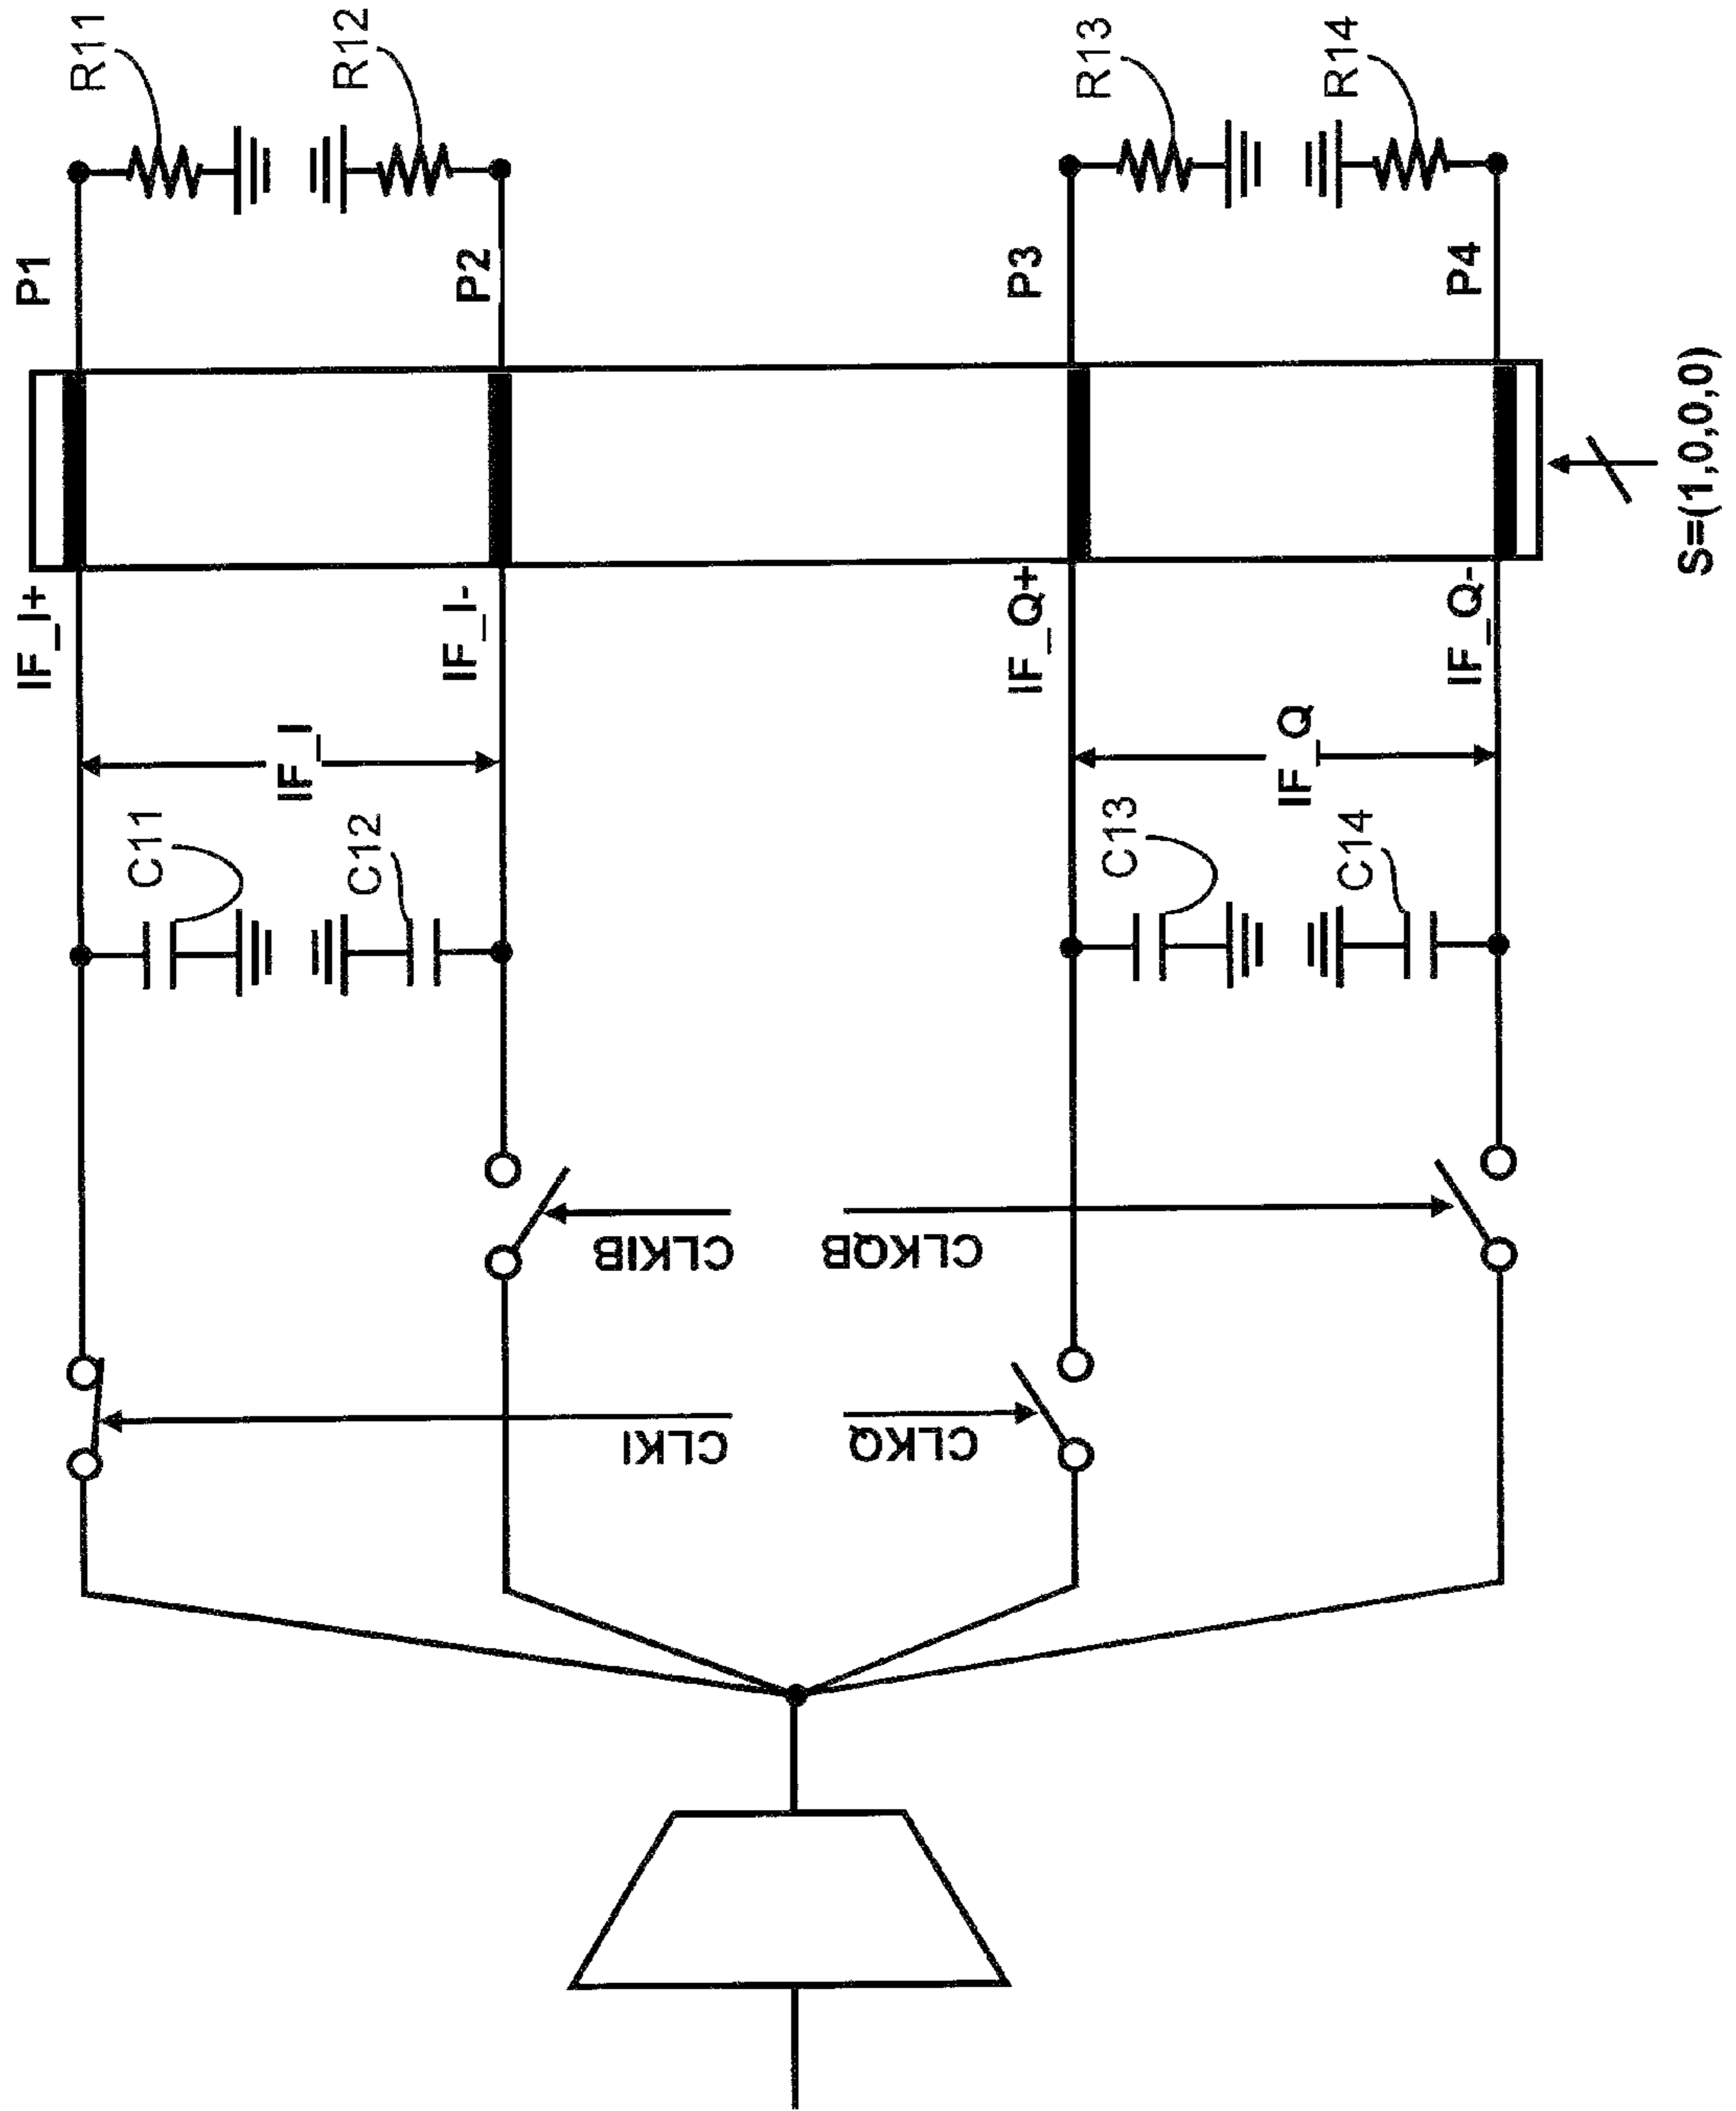 P1
R11
R12
P2
P3
R13
R14
P4
IF_I+
IF_I-
IF_Q+
IF_Q-
S=(1,0,0,0)
IF_I
IF_Q
C11
C12
C13
C14
CLKIB
CLKQB
CLKI
CLKQ